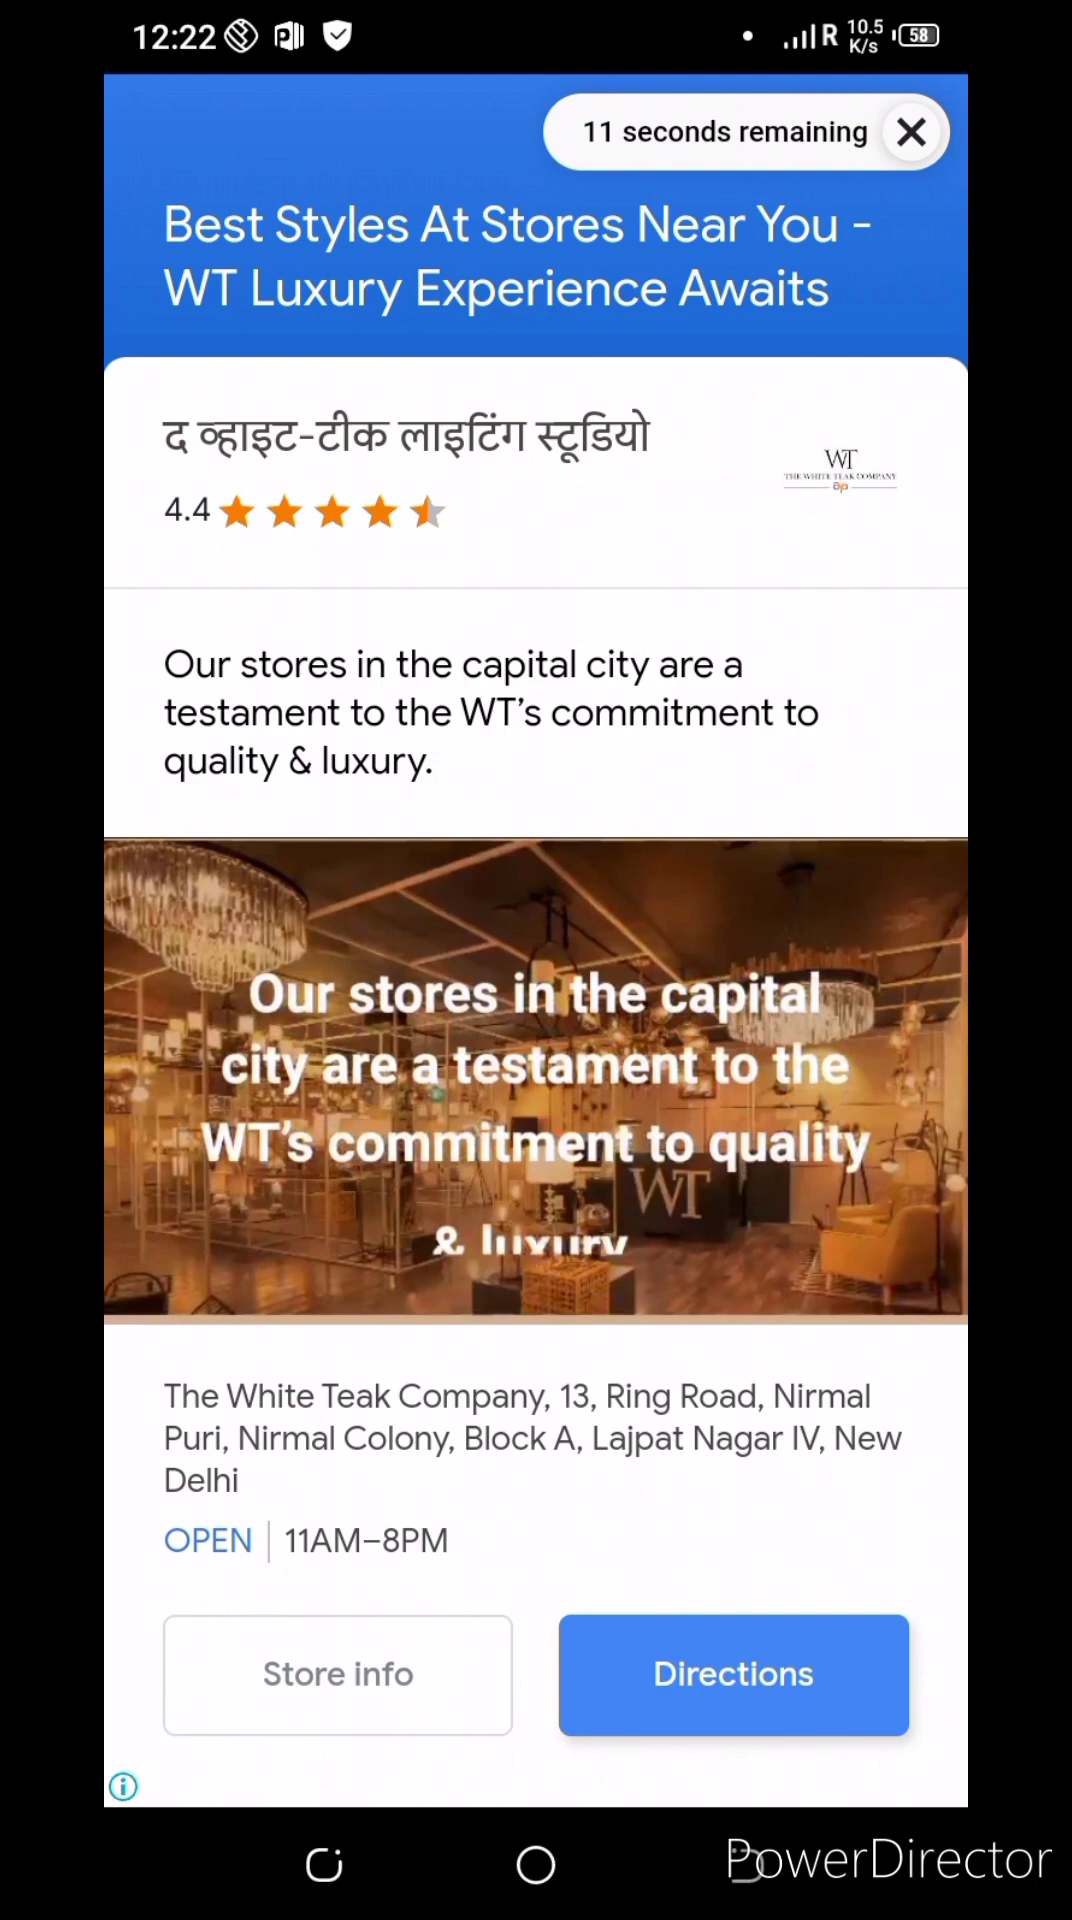 12:22 R 10.5 K/s 58
11 seconds remaining
Best Styles At Stores Near You -
WT Luxury Experience Awaits
द व्हाइट-टीक लाइटिंग स्टूडियो
WT
THE WHITE TEAK COMPANY
ap
4.4
Our stores in the capital city are a
testament to the WT’s commitment to
quality & luxury.
Our stores in the capital
city are a testament to the
WT’s commitment to quality
WT
& luxury
The White Teak Company, 13, Ring Road, Nirmal
Puri, Nirmal Colony, Block A, Lajpat Nagar IV, New
Delhi
OPEN | 11AM–8PM
Store info
Directions
PowerDirector